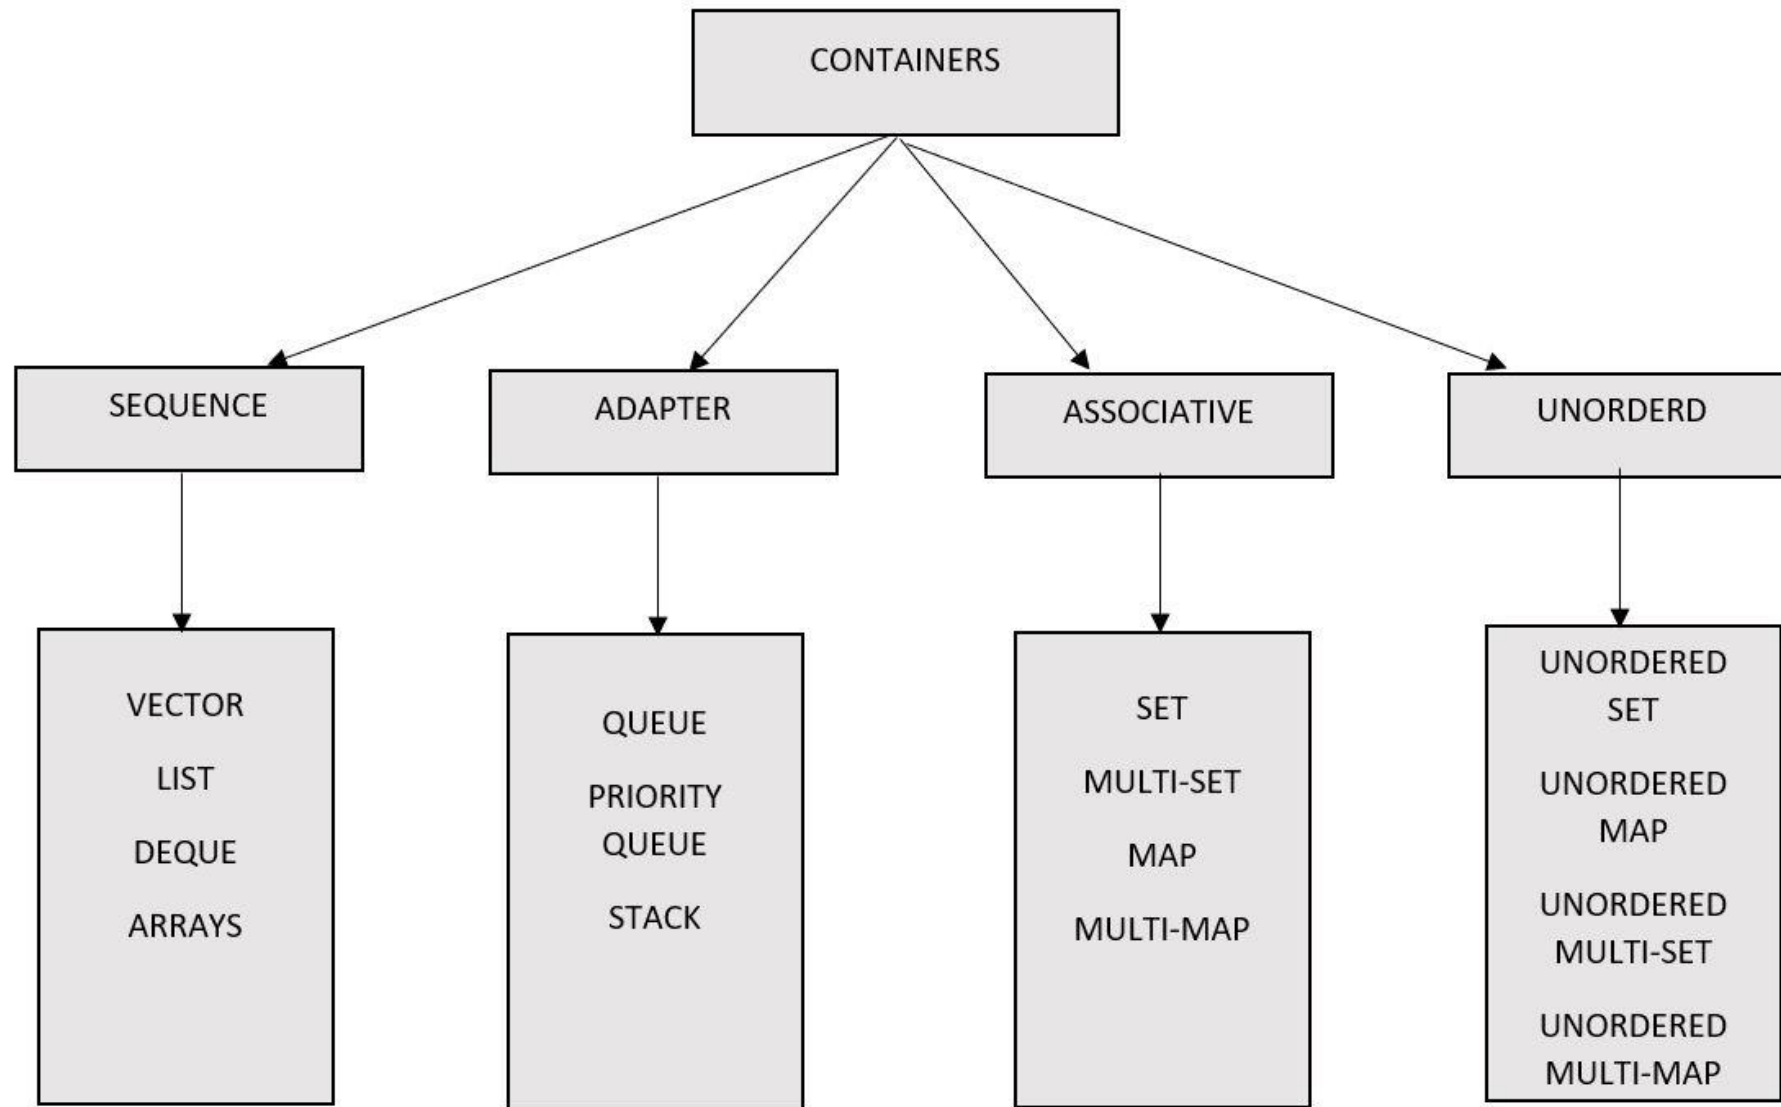 CONTAINERS
SEQUENCE
ADAPTER
ASSOCIATIVE
UNORDERD
VECTOR
LIST
DEQUE
ARRAYS
QUEUE
PRIORITY
QUEUE
STACK
SET
MULTI-SET
MAP
MULTI-MAP
UNORDERED
SET
UNORDERED
MAP
UNORDERED
MULTI-SET
UNORDERED
MULTI-MAP